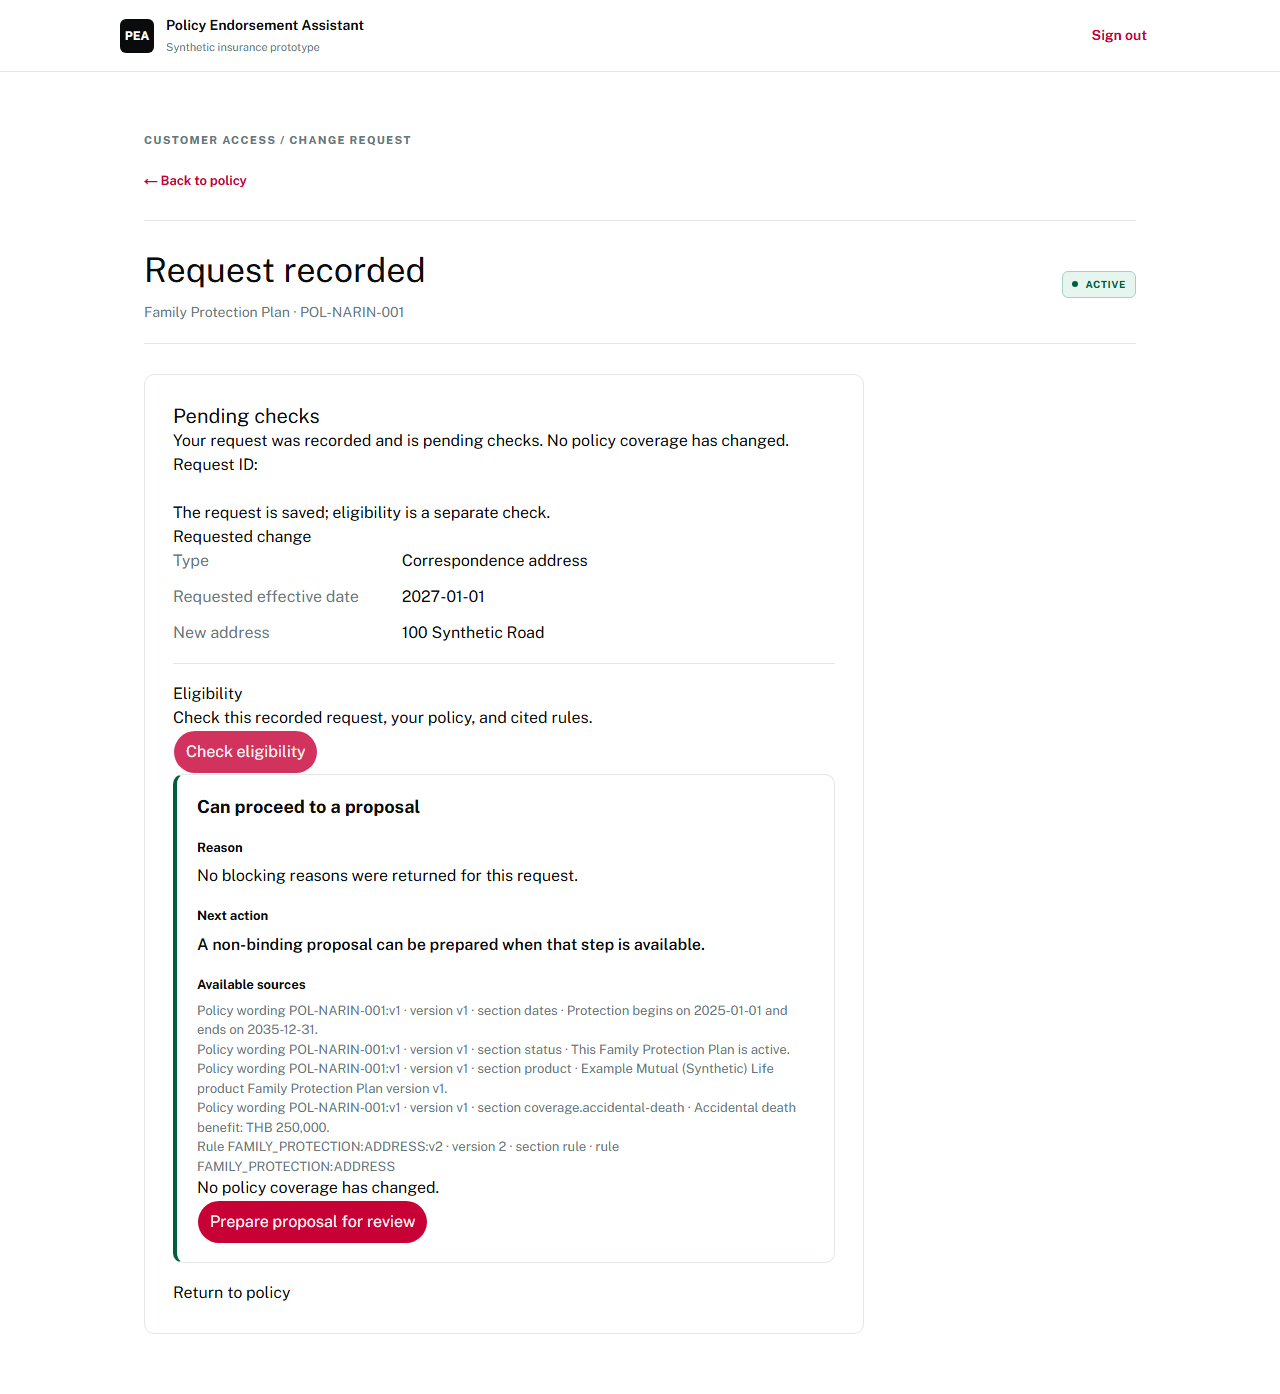 PEA
Policy Endorsement Assistant
Synthetic insurance prototype
Sign out
CUSTOMER ACCESS / CHANGE REQUEST
← Back to policy
Request recorded
Family Protection Plan · POL-NARIN-001
ACTIVE
Pending checks
Your request was recorded and is pending checks. No policy coverage has changed.
Request ID:
The request is saved; eligibility is a separate check.
Requested change
Type Correspondence address
Requested effective date 2027-01-01
New address 100 Synthetic Road
Eligibility
Check this recorded request, your policy, and cited rules.
Check eligibility
Can proceed to a proposal
Reason
No blocking reasons were returned for this request.
Next action
A non-binding proposal can be prepared when that step is available.
Available sources
Policy wording POL-NARIN-001:v1 · version v1 · section dates · Protection begins on 2025-01-01 and
ends on 2035-12-31.
Policy wording POL-NARIN-001:v1 · version v1 · section status · This Family Protection Plan is active.
Policy wording POL-NARIN-001:v1 · version v1 · section product · Example Mutual (Synthetic) Life
product Family Protection Plan version v1.
Policy wording POL-NARIN-001:v1 · version v1 · section coverage.accidental-death · Accidental death
benefit: THB 250,000.
Rule FAMILY_PROTECTION:ADDRESS:v2 · version 2 · section rule · rule
FAMILY_PROTECTION:ADDRESS
No policy coverage has changed.
Prepare proposal for review
Return to policy